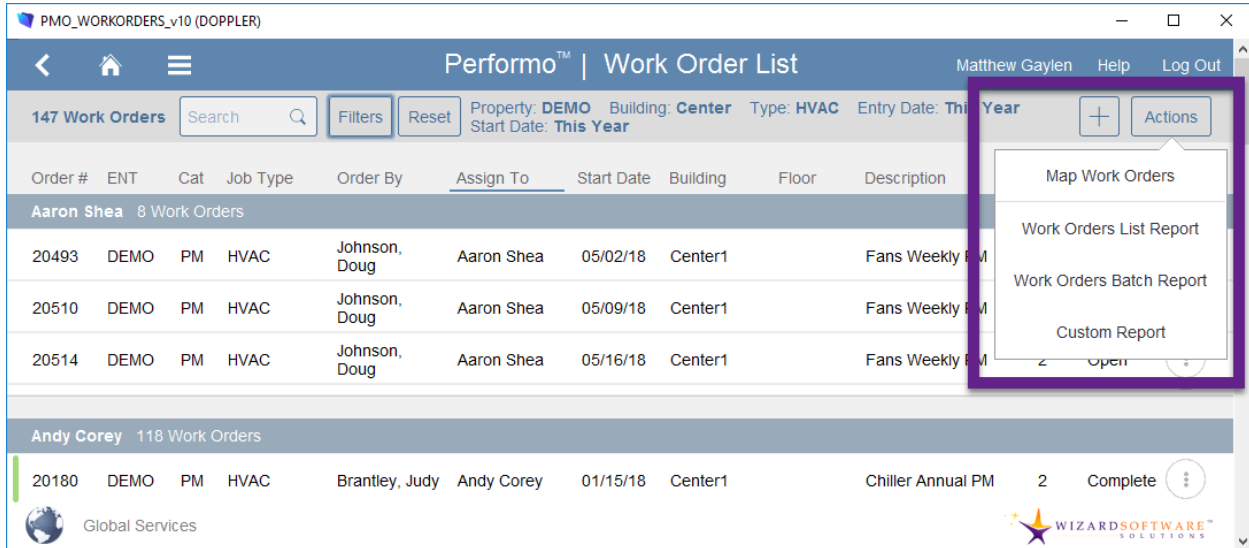 PMO_WORKORDERS_v10 (DOPPLER)
Performo™ | Work Order List
Matthew Gaylen Help Log Out
147 Work Orders Search Filters Reset Property: DEMO Building: Center Type: HVAC Entry Date: This Year
Start Date: This Year
Actions
Order # ENT Cat Job Type Order By Assign To Start Date Building Floor Description
Map Work Orders
Work Orders List Report
Work Orders Batch Report
Custom Report
Aaron Shea 8 Work Orders
20493 DEMO PM HVAC Johnson, Doug Aaron Shea 05/02/18 Center1 Fans Weekly
20510 DEMO PM HVAC Johnson, Doug Aaron Shea 05/09/18 Center1 Fans Weekly
20514 DEMO PM HVAC Johnson, Doug Aaron Shea 05/16/18 Center1 Fans Weekly PM 2 Open
Andy Corey 118 Work Orders
20180 DEMO PM HVAC Brantley, Judy Andy Corey 01/15/18 Center1 Chiller Annual PM 2 Complete
Global Services
WIZARDSOFTWARE™
SOLUTIONS